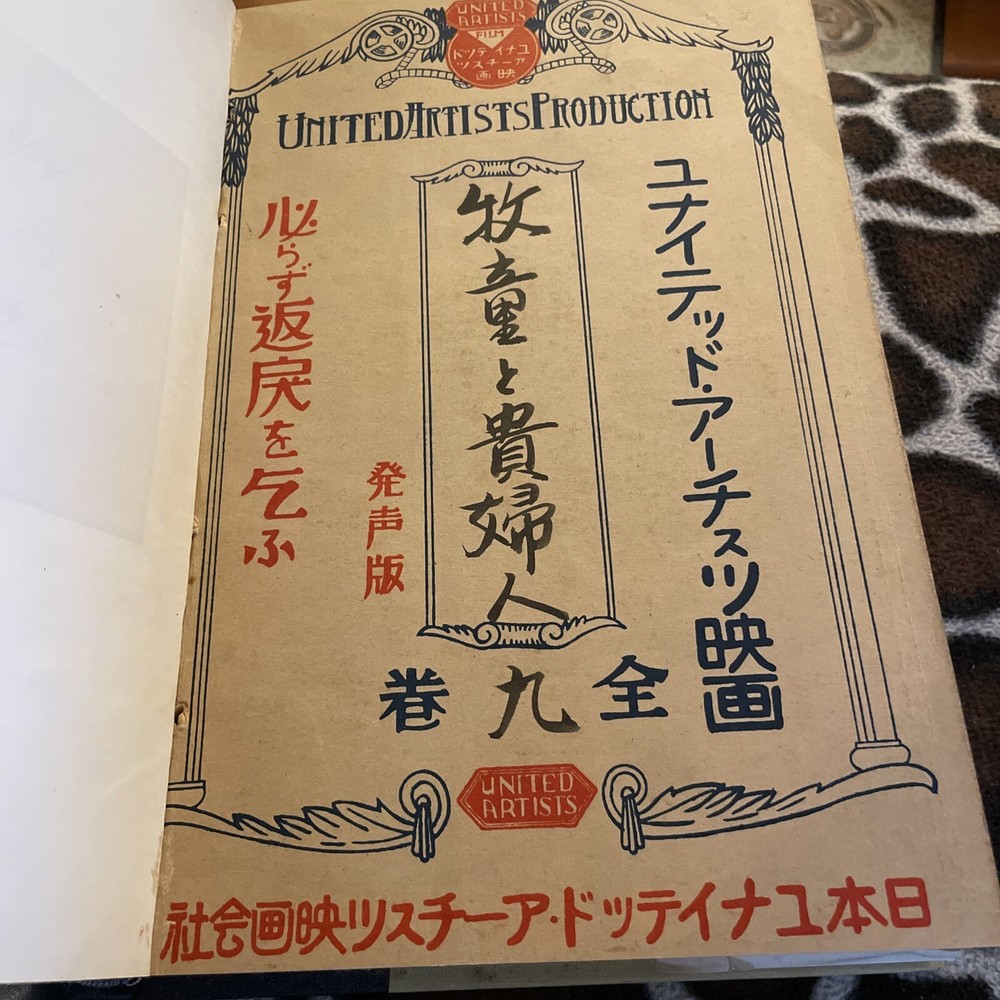 UNITED
ARTISTS
FILM
ユナイテッド
アーチスツ
映画
UNITED ARTISTS PRODUCTION
ユナイテッド・アーチスツ映画
牧童と貴婦人
発声版
必らず返戻を乞ふ
全九巻
UNITED
ARTISTS
日本ユナイテッド・アーチスツ映画会社